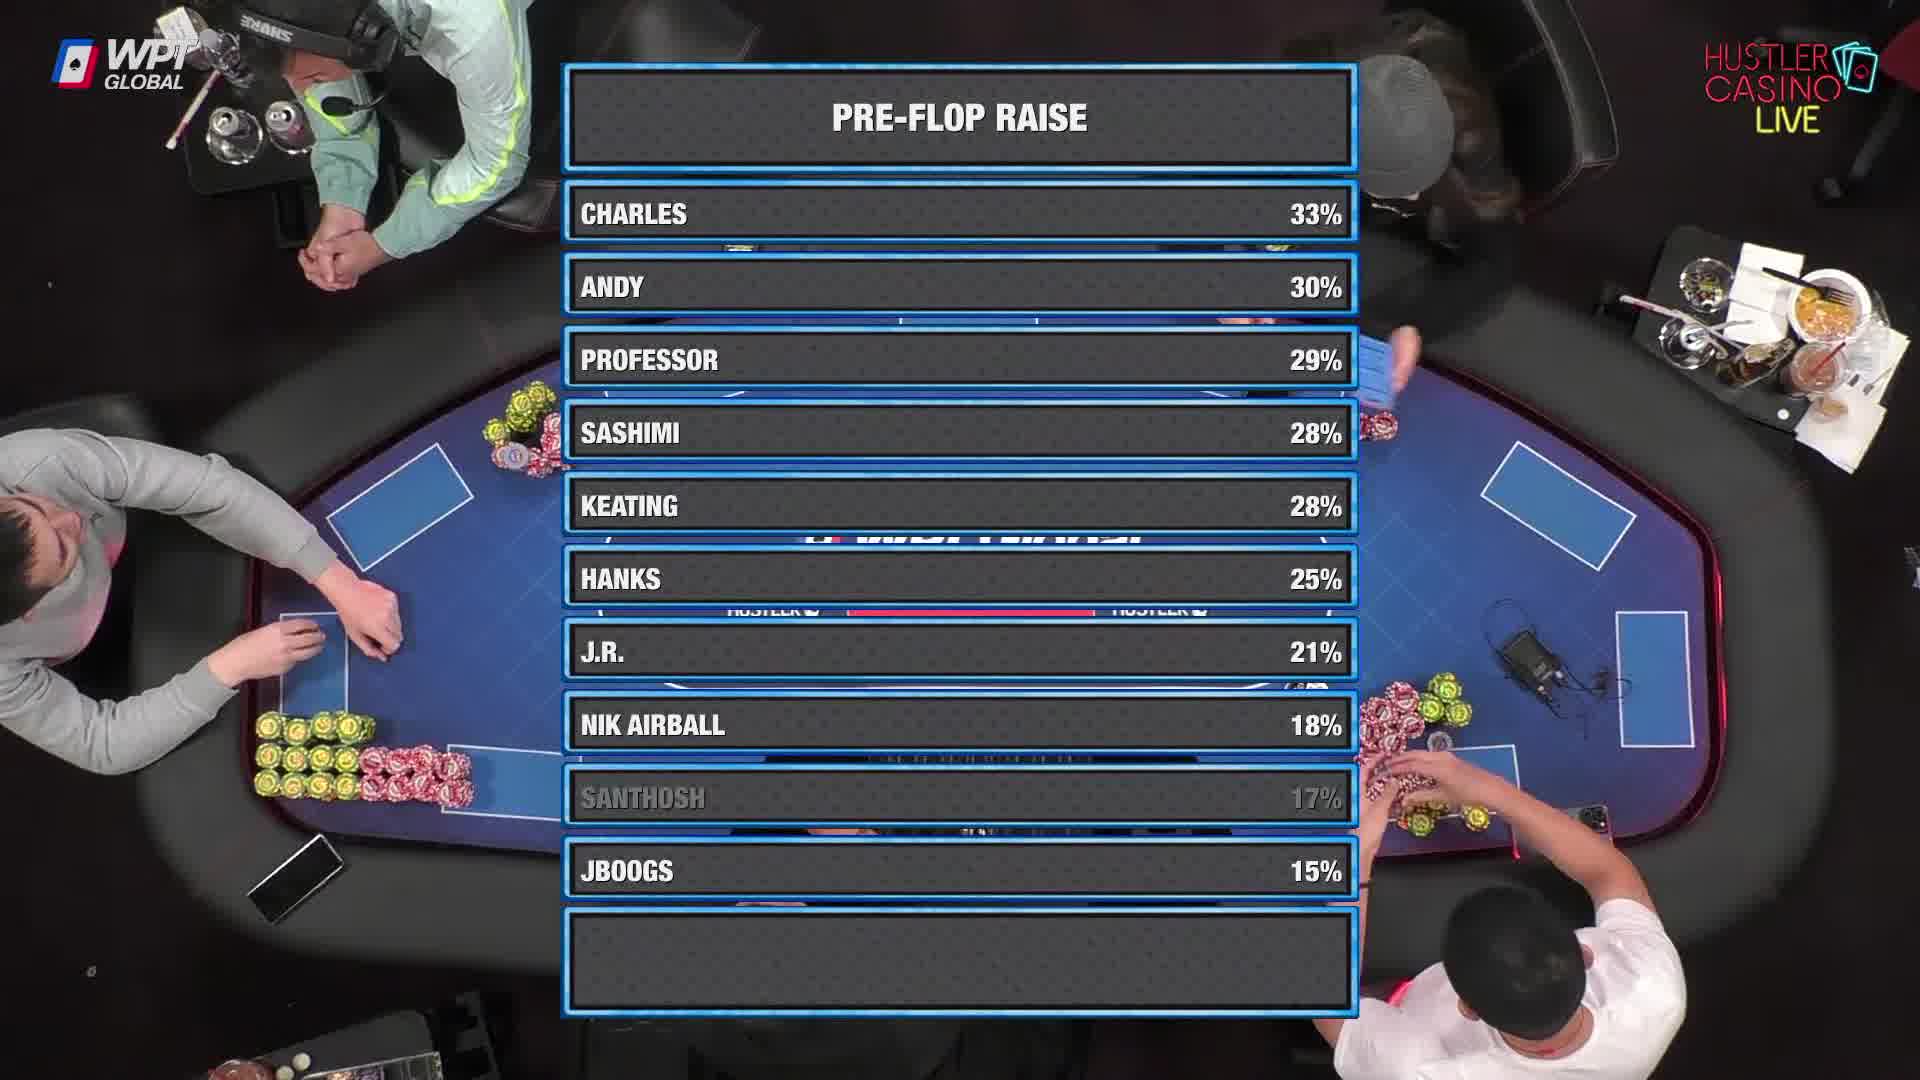 WPT
GLOBAL
HUSTLER
CASINO
LIVE
PRE-FLOP RAISE
CHARLES 33%
ANDY 30%
PROFESSOR 29%
SASHIMI 28%
KEATING 28%
HANKS 25%
J.R. 21%
NIK AIRBALL 18%
SANTHOSH 17%
JBOOGS 15%